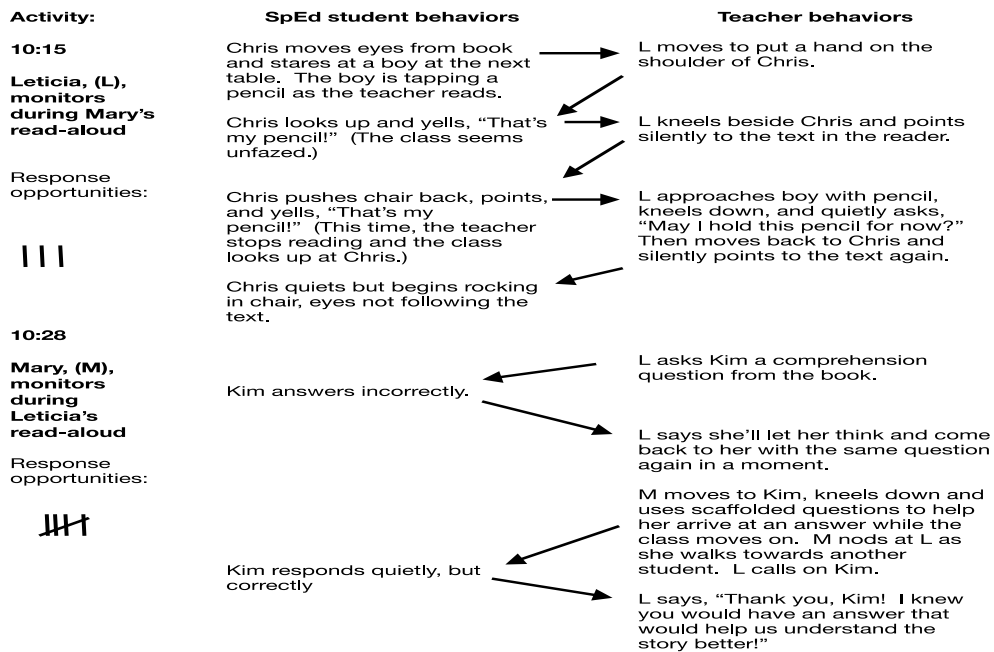 Activity:
SpEd student behaviors
Teacher behaviors
10:15
Leticia, (L),
monitors
during Mary's
read-aloud
Response
opportunities:
Chris moves eyes from book
and stares at a boy at the next
table. The boy is tapping a
pencil as the teacher reads.
L moves to put a hand on the
shoulder of Chris.
Chris looks up and yells, “That's
my pencil!” (The class seems
unfazed.)
L kneels beside Chris and points
silently to the text in the reader.
Chris pushes chair back, points,
and yells, “That's my
pencil!” (This time, the teacher
stops reading and the class
looks up at Chris.)
L approaches boy with pencil,
kneels down, and quietly asks,
“May I hold this pencil for now?”
Then moves back to Chris and
silently points to the text again.
Chris quiets but begins rocking
in chair, eyes not following the
text.
10:28
Mary, (M),
monitors
during
Leticia's
read-aloud
Response
opportunities:
L asks Kim a comprehension
question from the book.
Kim answers incorrectly.
L says she'll let her think and come
back to her with the same question
again in a moment.
M moves to Kim, kneels down and
uses scaffolded questions to help
her arrive at an answer while the
class moves on. M nods at L as
she walks towards another
student. L calls on Kim.
Kim responds quietly, but
correctly
L says, “Thank you, Kim! I knew
you would have an answer that
would help us understand the
story better!”